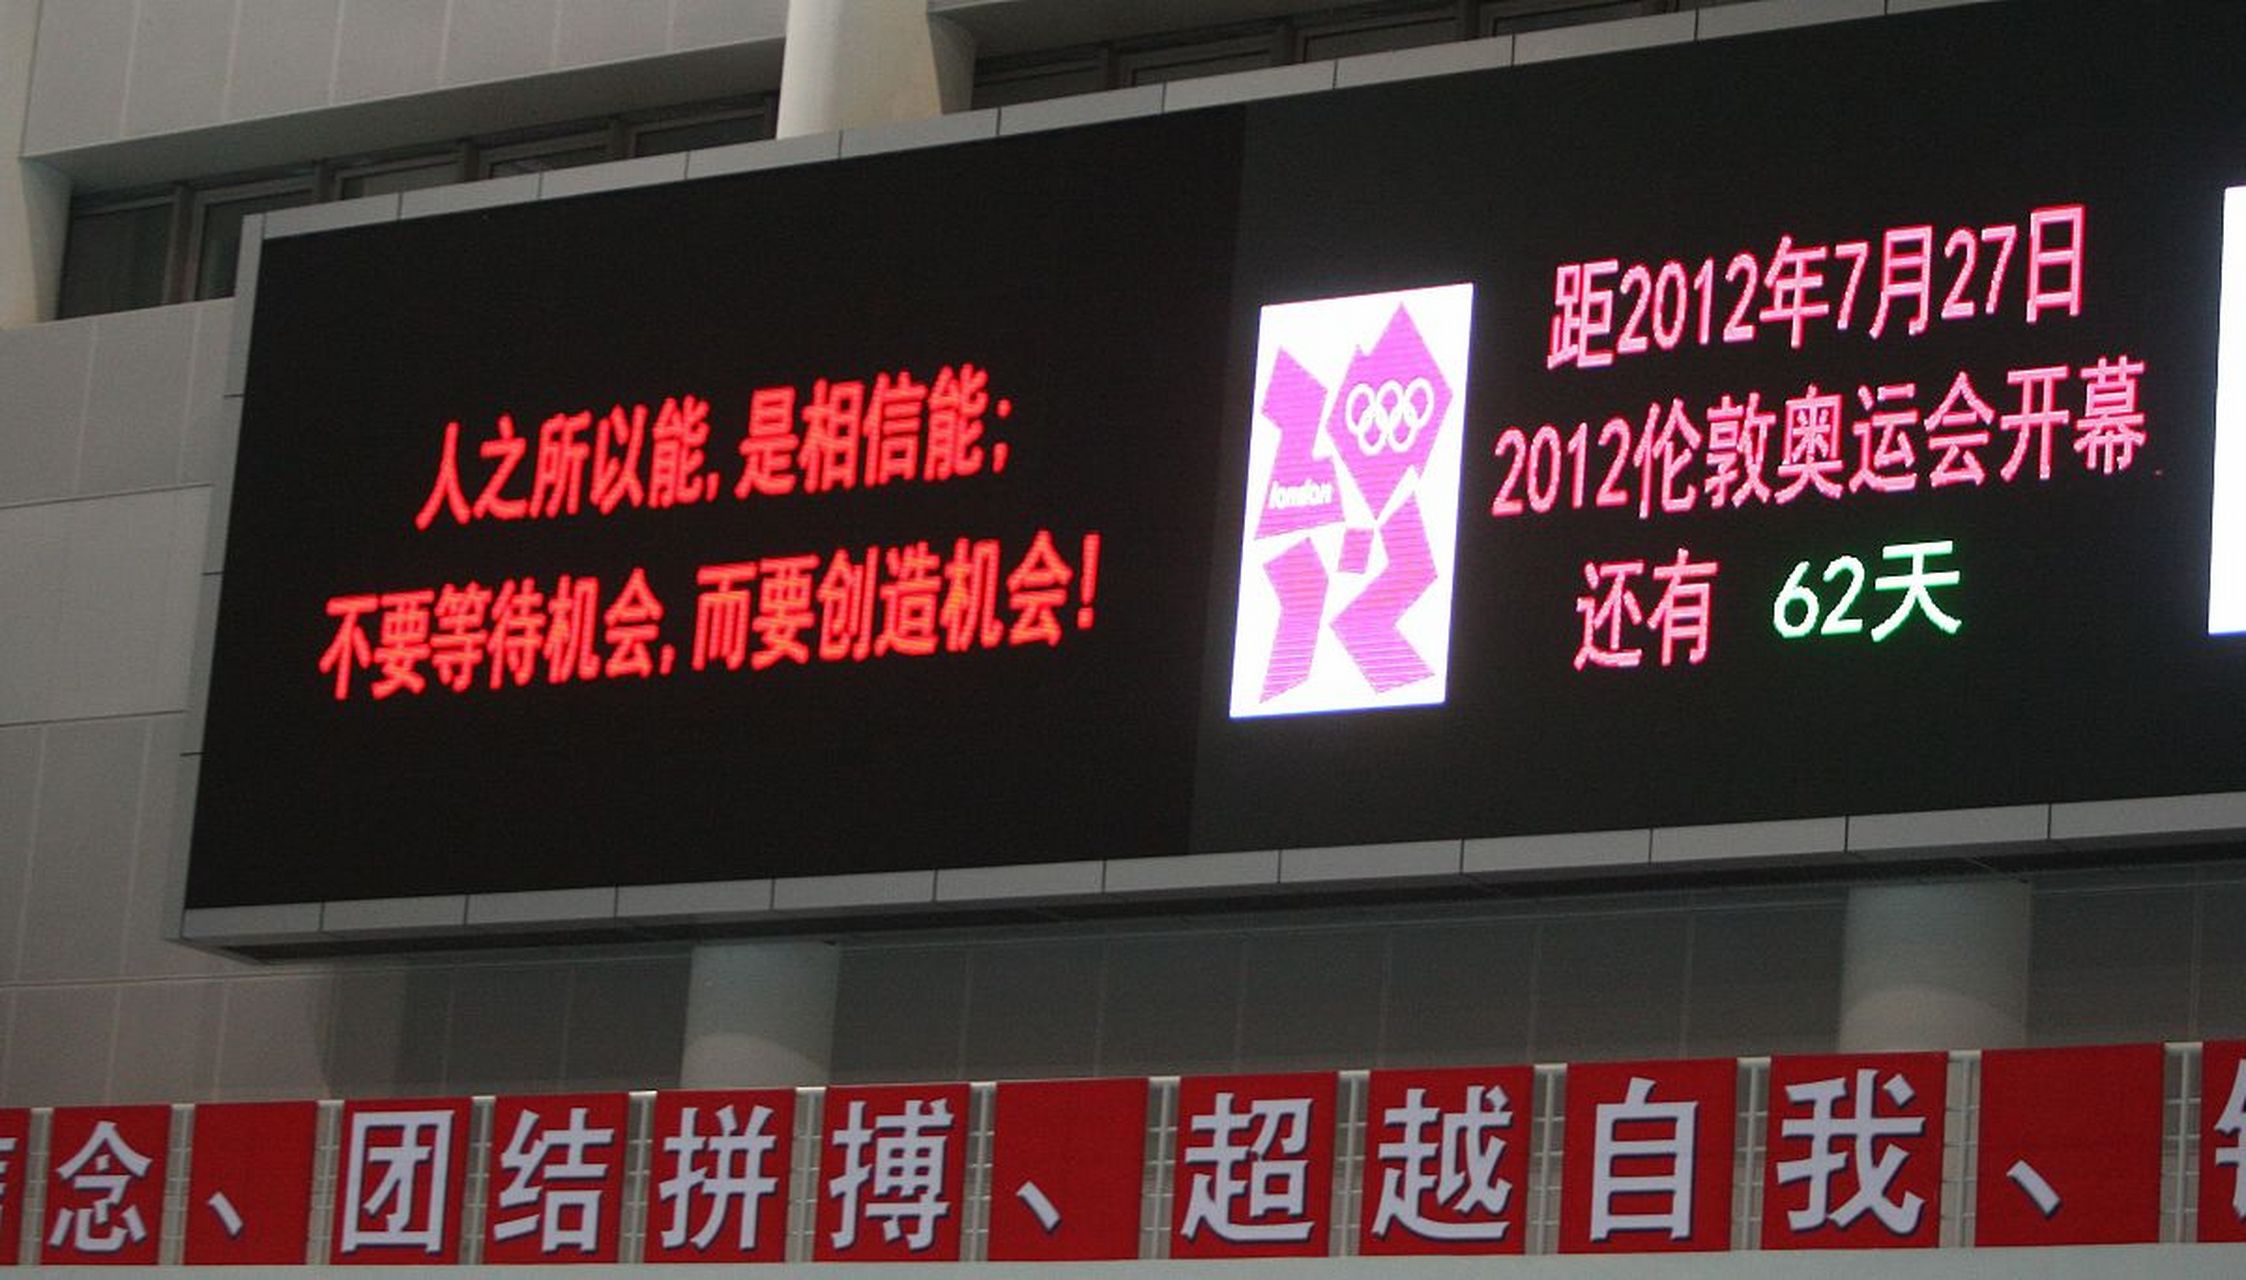 人之所以能，是相信能；
不要等待机会，而要创造机会！
london
距2012年7月27日
2012伦敦奥运会开幕
还有 62天
念、团结拼搏、超越自我、